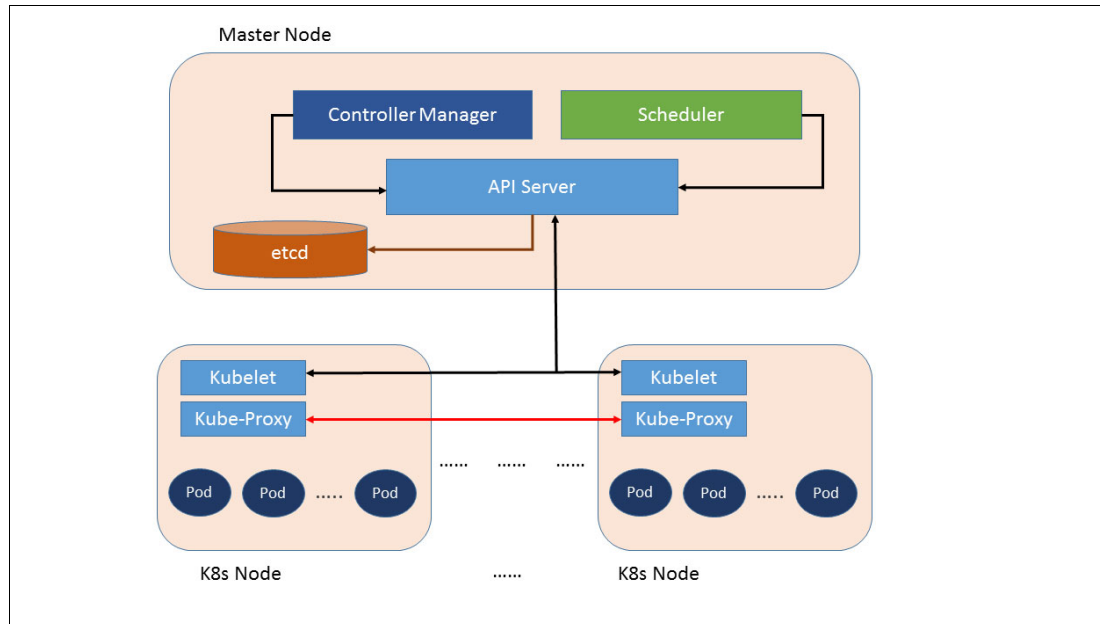 Master Node
Controller Manager
Scheduler
API Server
etcd
Kubelet
Kubelet
Kube-Proxy
Kube-Proxy
...... ...... ......
Pod Pod ..... Pod
Pod Pod ..... Pod
K8s Node
......
K8s Node